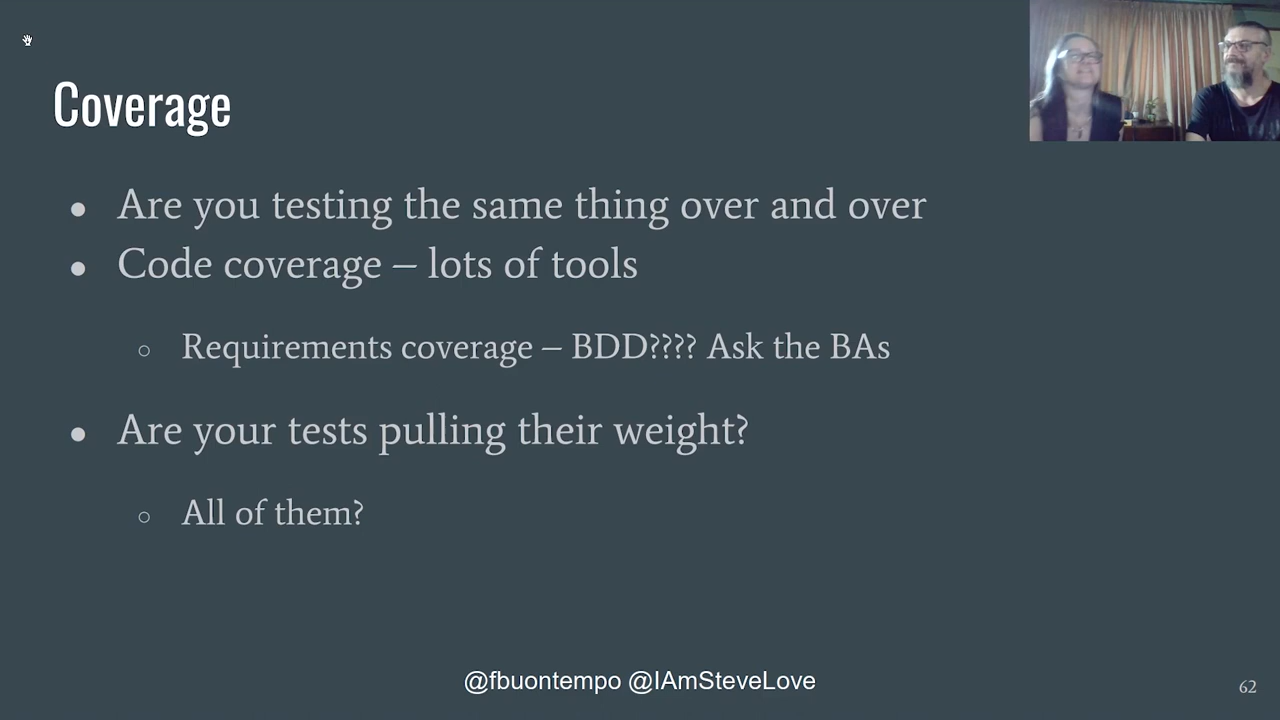 Coverage
● Are you testing the same thing over and over
● Code coverage – lots of tools
○ Requirements coverage – BDD???? Ask the BAs
● Are your tests pulling their weight?
○ All of them?
@fbuontempo @IAmSteveLove
62